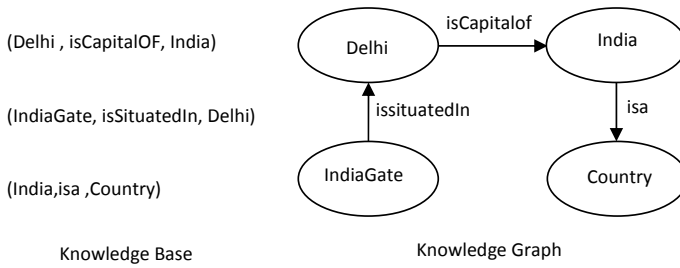 (Delhi , isCapitalOF, India)
(IndiaGate, isSituatedIn, Delhi)
(India,isa ,Country)
Knowledge Base
Delhi
isCapitalof
India
issituatedIn
isa
IndiaGate
Country
Knowledge Graph